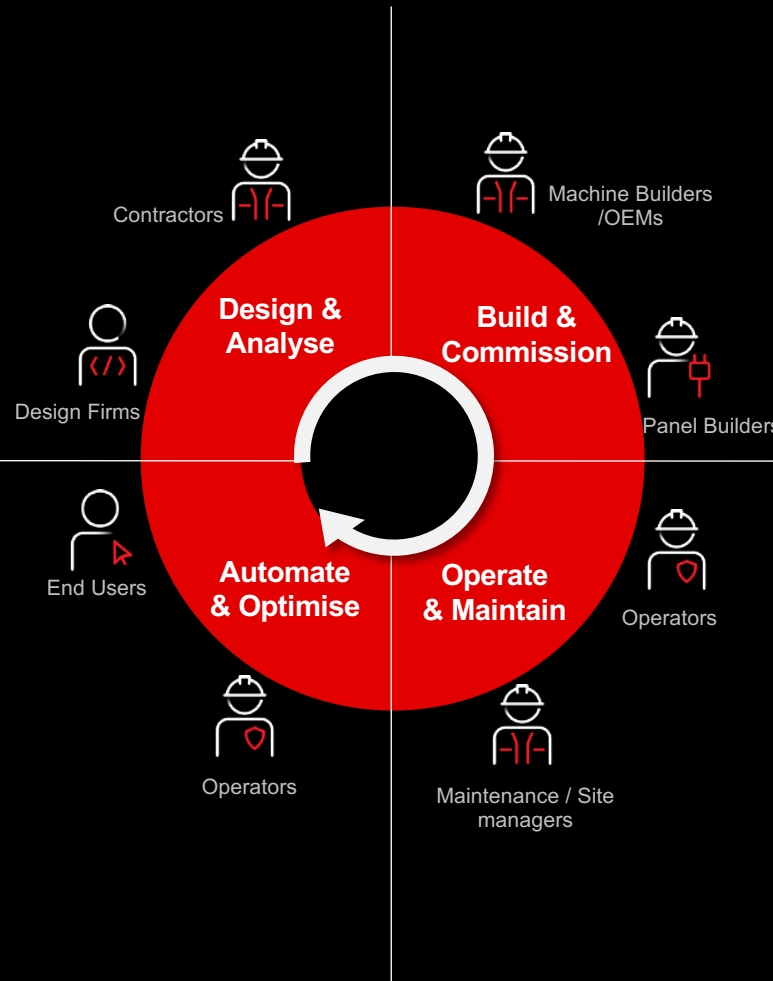 Contractors
Machine Builders
/OEMs
Design &
Analyse
Build &
Commission
Design Firms
Panel Builders
End Users
Automate
& Optimise
Operate
& Maintain
Operators
Operators
Maintenance / Site
managers